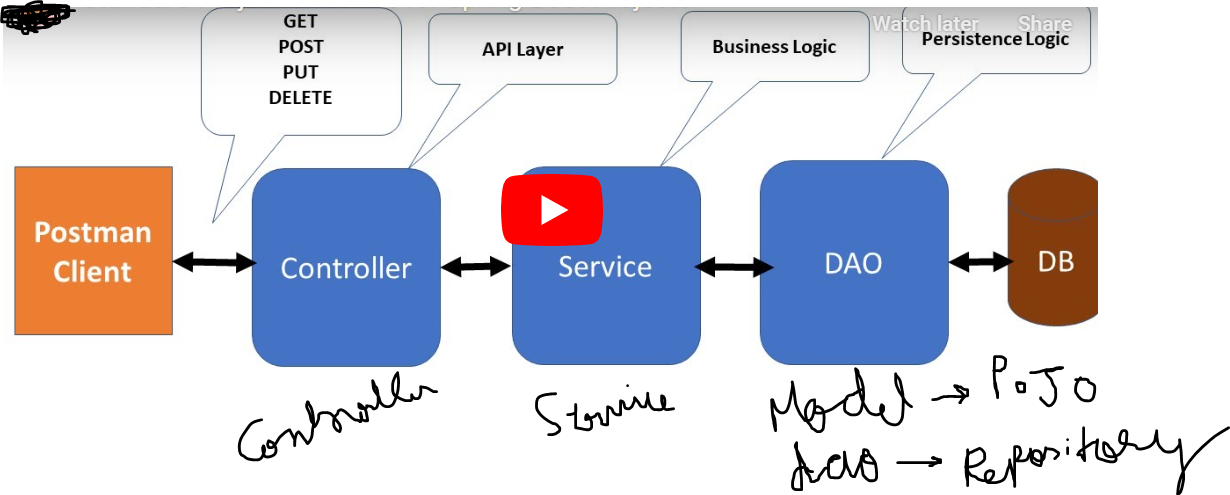 Watch later Share
GET
POST
PUT
DELETE
API Layer
Business Logic
Persistence Logic
Postman
Client
Controller
Service
DAO
DB
Controller
Service
Model → POJO
dao → Repository